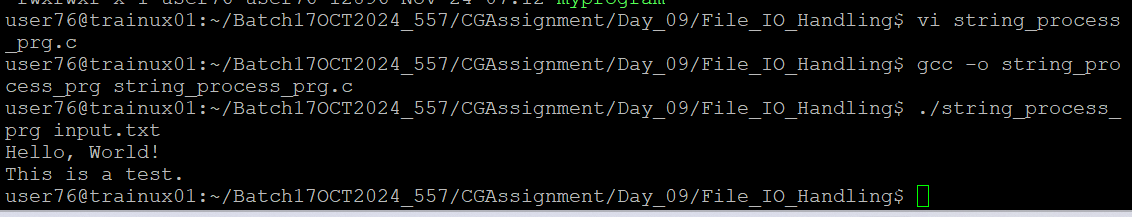 myprogram
user76@trainux01:~/Batch17OCT2024_557/CGAssignment/Day_09/File_IO_Handling$ vi string_process
_prg.c
user76@trainux01:~/Batch17OCT2024_557/CGAssignment/Day_09/File_IO_Handling$ gcc -o string_pro
cess_prg string_process_prg.c
user76@trainux01:~/Batch17OCT2024_557/CGAssignment/Day_09/File_IO_Handling$ ./string_process_
prg input.txt
Hello, World!
This is a test.
user76@trainux01:~/Batch17OCT2024_557/CGAssignment/Day_09/File_IO_Handling$